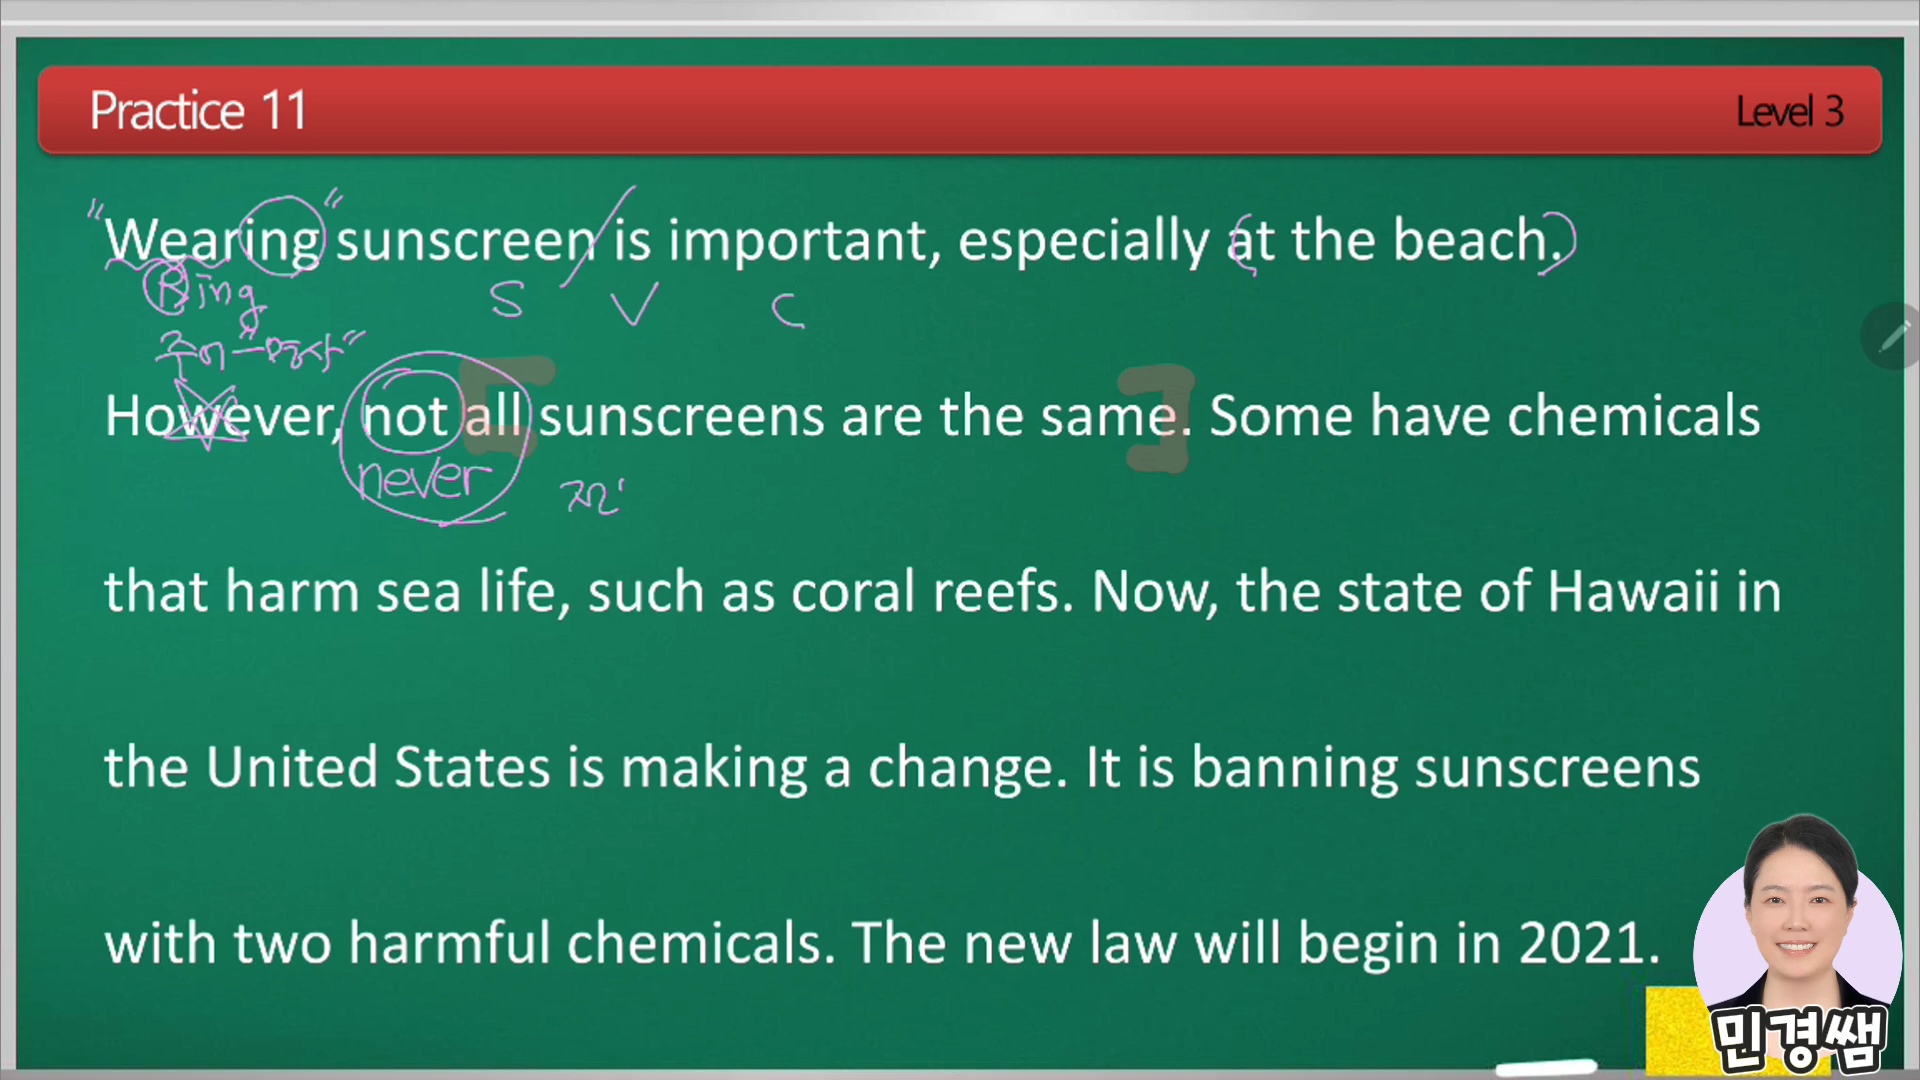 Practice 11
Level 3
"Wearing" sunscreen is important, especially (at the beach.)
Ⓡing
S V C
주어-"명사"
However, not all sunscreens are the same. Some have chemicals
never
that harm sea life, such as coral reefs. Now, the state of Hawaii in
the United States is making a change. It is banning sunscreens
with two harmful chemicals. The new law will begin in 2021.
민경쌤